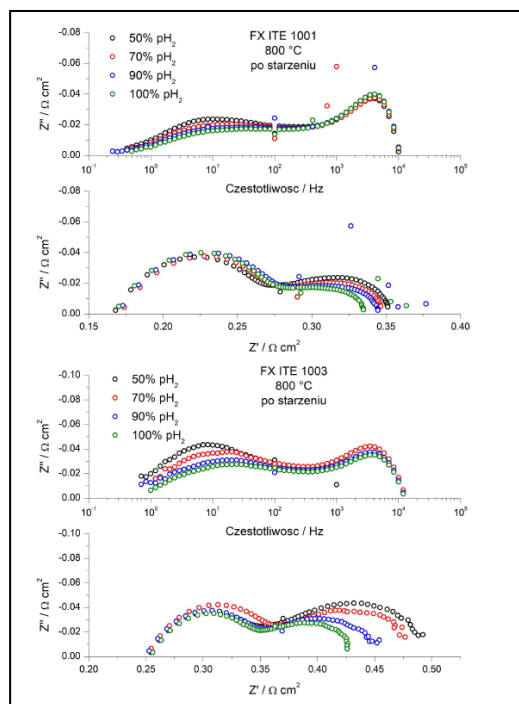 -0.08
50% pH2
FX ITE 1001
-0.06
70% pH2
800 °C
90% pH2
po starzeniu
-0.04
100% pH2
-0.02
0.00
Z" / Ω cm2
10-1 100 101 102 103 104 105
Czestotliwosc / Hz
-0.08
-0.06
-0.04
-0.02
0.00
Z" / Ω cm2
0.15 0.20 0.25 0.30 0.35 0.40
Z' / Ω cm2
-0.10
50% pH2
FX ITE 1003
-0.08
70% pH2
800 °C
-0.06
90% pH2
po starzeniu
100% pH2
-0.04
-0.02
0.00
Z" / Ω cm2
10-1 100 101 102 103 104 105
Czestotliwosc / Hz
-0.10
-0.08
-0.06
-0.04
-0.02
0.00
Z" / Ω cm2
0.20 0.25 0.30 0.35 0.40 0.45 0.50
Z' / Ω cm2